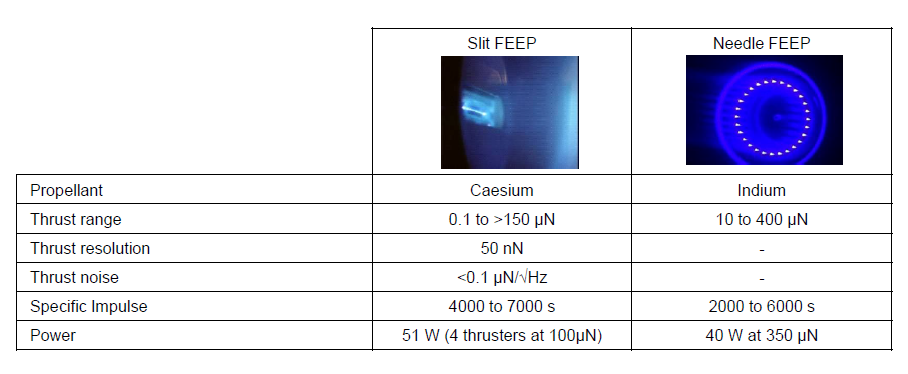 Slit FEEP Needle FEEP
Propellant Caesium Indium
Thrust range 0.1 to >150 µN 10 to 400 µN
Thrust resolution 50 nN -
Thrust noise <0.1 µN/√Hz -
Specific Impulse 4000 to 7000 s 2000 to 6000 s
Power 51 W (4 thrusters at 100µN) 40 W at 350 µN